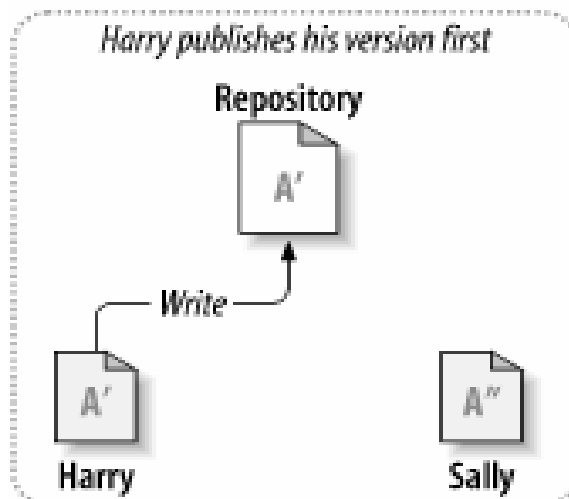 Harry publishes his version first
Repository
A'
Write
A'
A"
Harry
Sally